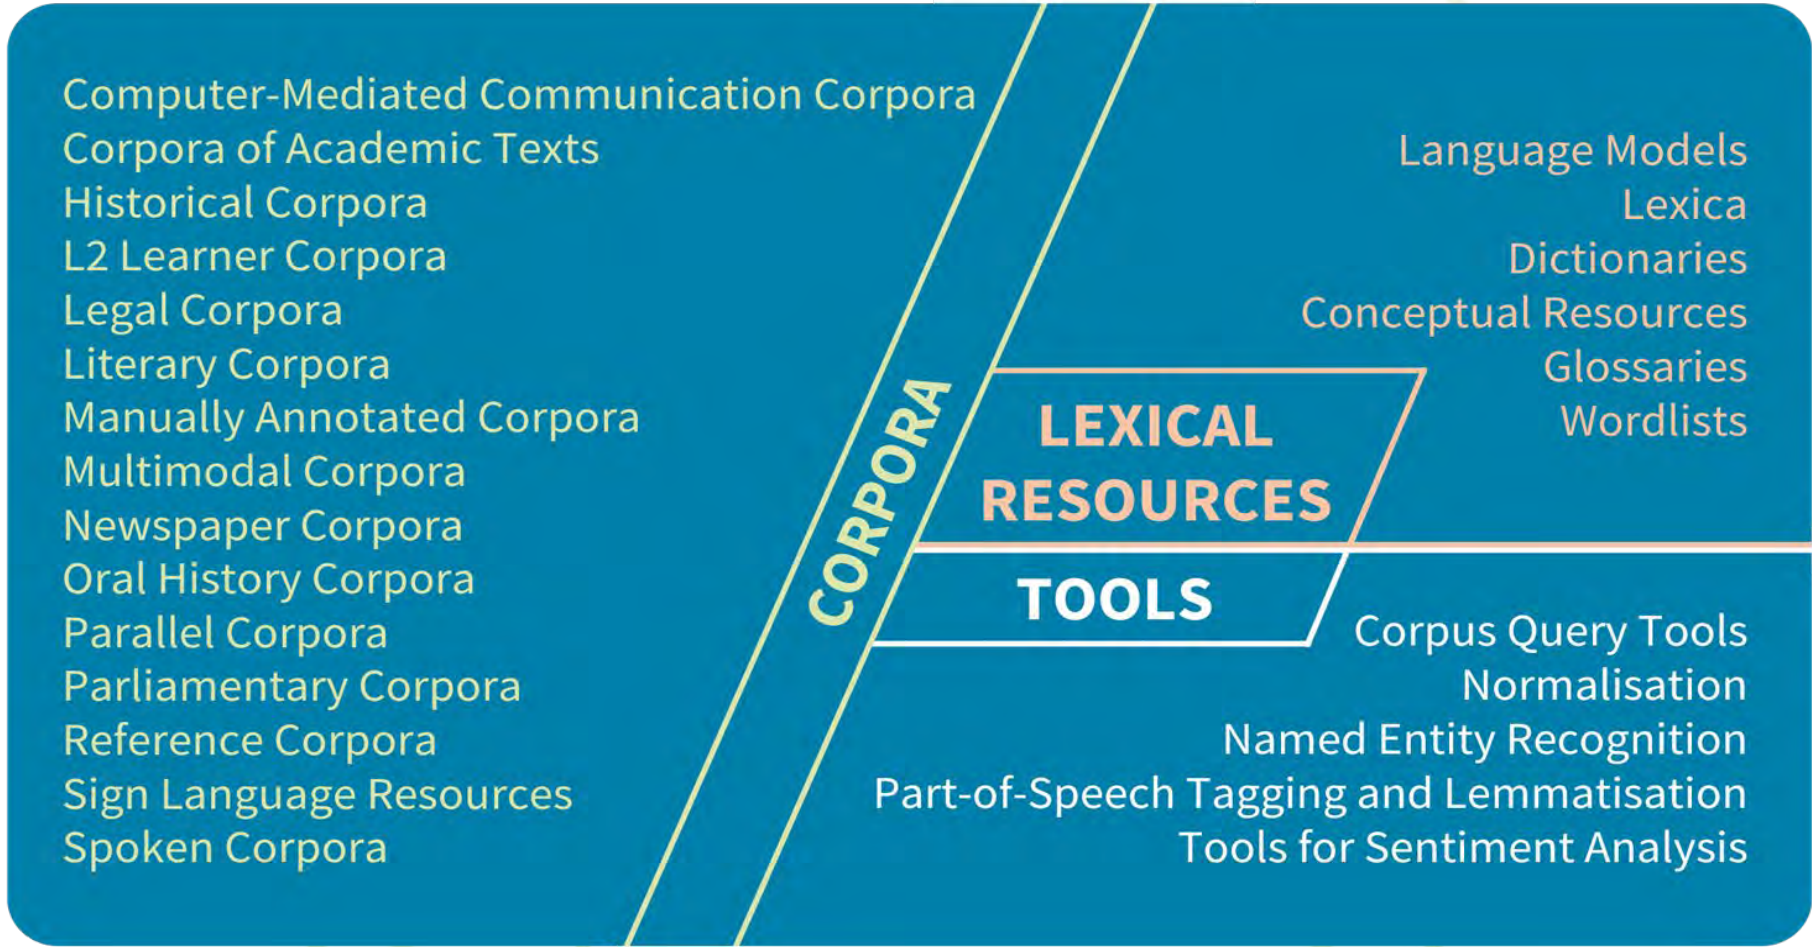 Computer-Mediated Communication Corpora
Corpora of Academic Texts
Historical Corpora
L2 Learner Corpora
Legal Corpora
Literary Corpora
Manually Annotated Corpora
Multimodal Corpora
Newspaper Corpora
Oral History Corpora
Parallel Corpora
Parliamentary Corpora
Reference Corpora
Sign Language Resources
Spoken Corpora
CORPORA
LEXICAL
RESOURCES
Language Models
Lexica
Dictionaries
Conceptual Resources
Glossaries
Wordlists
TOOLS
Corpus Query Tools
Normalisation
Named Entity Recognition
Part-of-Speech Tagging and Lemmatisation
Tools for Sentiment Analysis